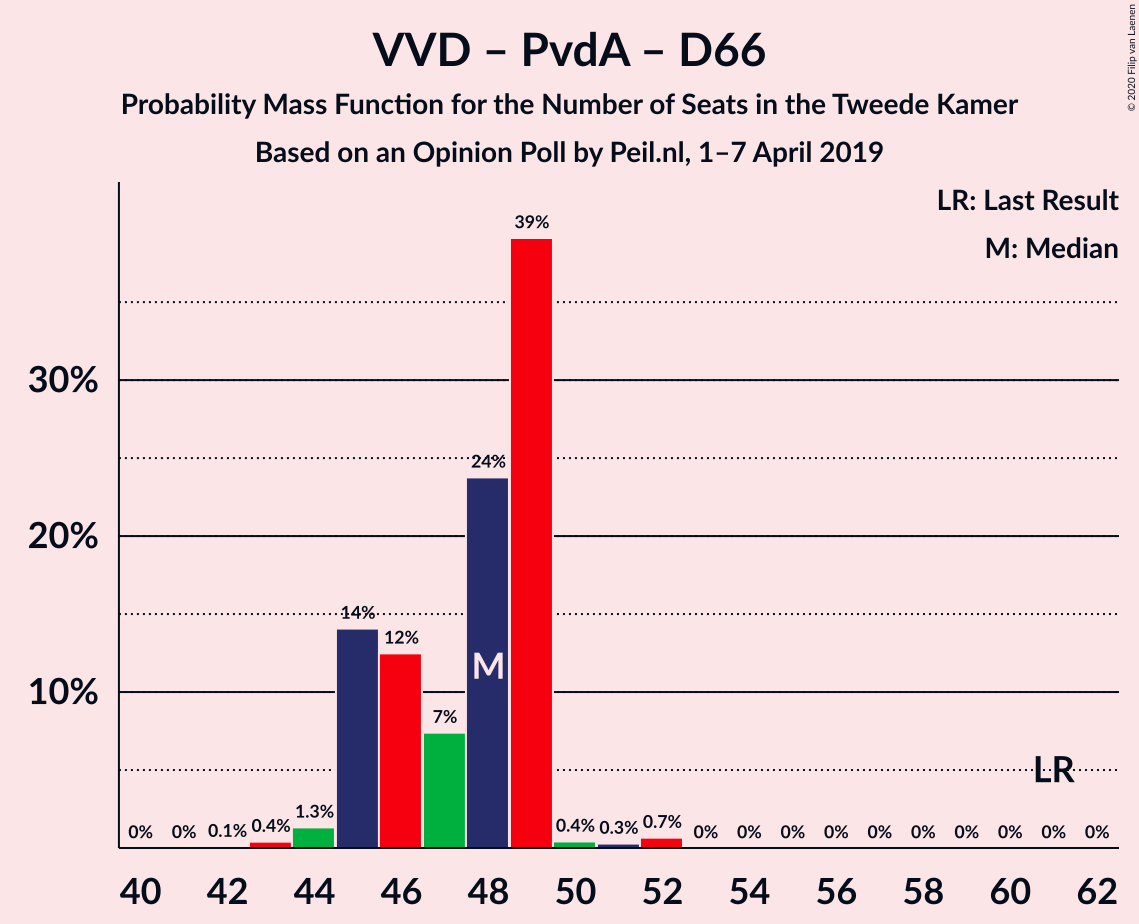 VVD – PvdA – D66
Probability Mass Function for the Number of Seats in the Tweede Kamer
Based on an Opinion Poll by Peil.nl, 1–7 April 2019
© 2020 Filip van Laenen
LR: Last Result
M: Median
39%
30%
24%
20%
14%
12%
M
10%
7%
LR
1.3%
0% 0% 0.1% 0.4% 0.4% 0.3% 0.7% 0% 0% 0% 0% 0% 0% 0% 0% 0% 0%
40 42 44 46 48 50 52 54 56 58 60 62